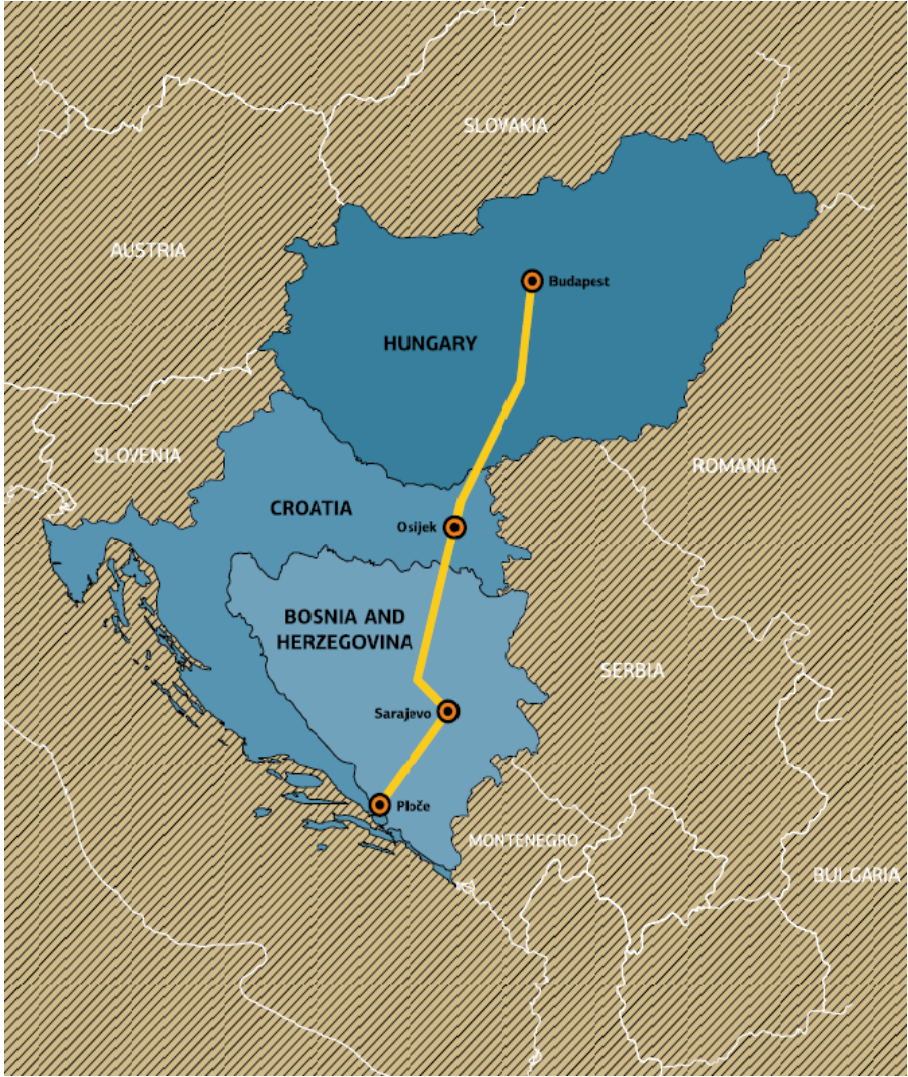 SLOVAKIA
AUSTRIA
Budapest
HUNGARY
SLOVENIA
ROMANIA
CROATIA
Osijek
BOSNIA AND
HERZEGOVINA
SERBIA
Sarajevo
Ploče
MONTENEGRO
BULGARIA